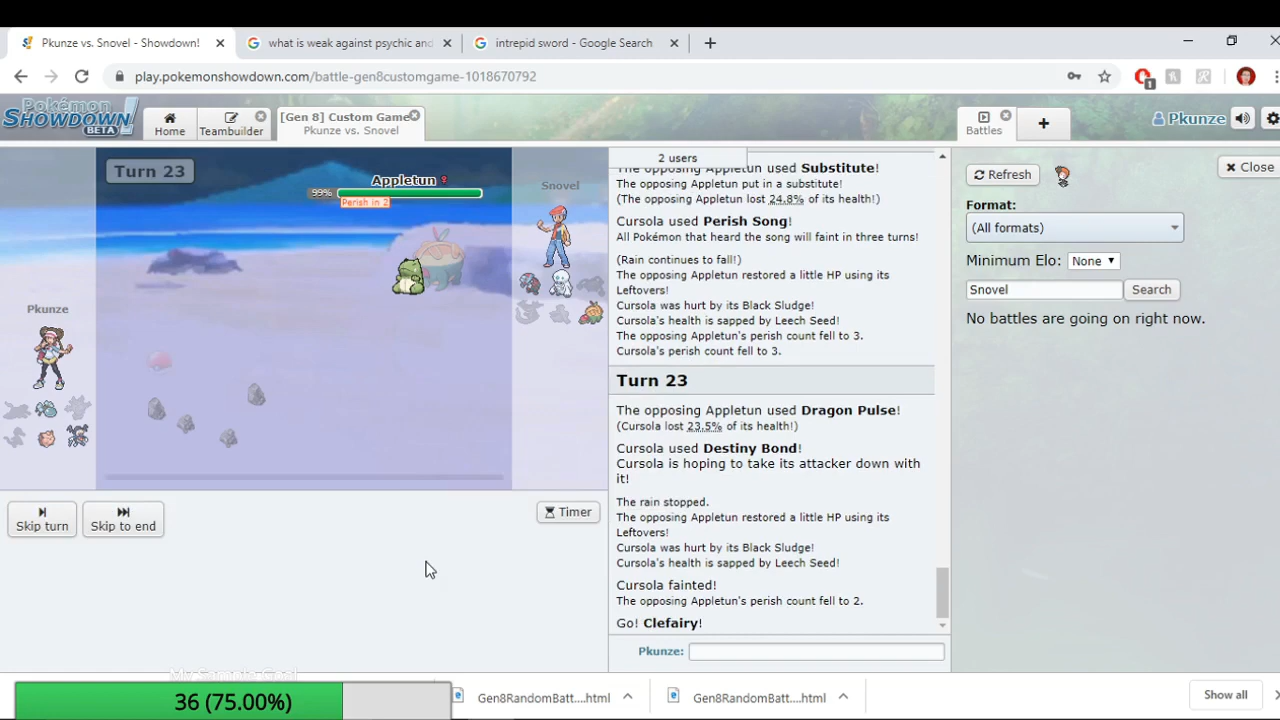 Pkunze vs. Snovel - Showdown!
what is weak against psychic anc
intrepid sword - Google Search
play.pokemonshowdown.com/battle-gen8customgame-1018670792
1
Pokémon
SHOWDOWN!
BETA
Home
Teambuilder
[Gen 8] Custom Game
Pkunze vs. Snovel
Battles
Pkunze
Turn 23
Appletun
99%
Perish in 2
Snovel
Pkunze
Skip turn
Skip to end
Timer
2 users
The opposing Appletun used Substitute!
The opposing Appletun put in a substitute!
(The opposing Appletun lost 24.8% of its health!)
Cursola used Perish Song!
All Pokémon that heard the song will faint in three turns!
(Rain continues to fall!)
The opposing Appletun restored a little HP using its
Leftovers!
Cursola was hurt by its Black Sludge!
Cursola's health is sapped by Leech Seed!
The opposing Appletun's perish count fell to 3.
Cursola's perish count fell to 3.
Turn 23
The opposing Appletun used Dragon Pulse!
(Cursola lost 23.5% of its health!)
Cursola used Destiny Bond!
Cursola is hoping to take its attacker down with
it!
The rain stopped.
The opposing Appletun restored a little HP using its
Leftovers!
Cursola was hurt by its Black Sludge!
Cursola's health is sapped by Leech Seed!
Cursola fainted!
The opposing Appletun's perish count fell to 2.
Go! Clefairy!
Pkunze:
Refresh
Close
Format:
(All formats)
Minimum Elo: None
Snovel
Search
No battles are going on right now.
My Sample Goal
36 (75.00%)
Gen8RandomBatt....html
Gen8RandomBatt....html
Show all